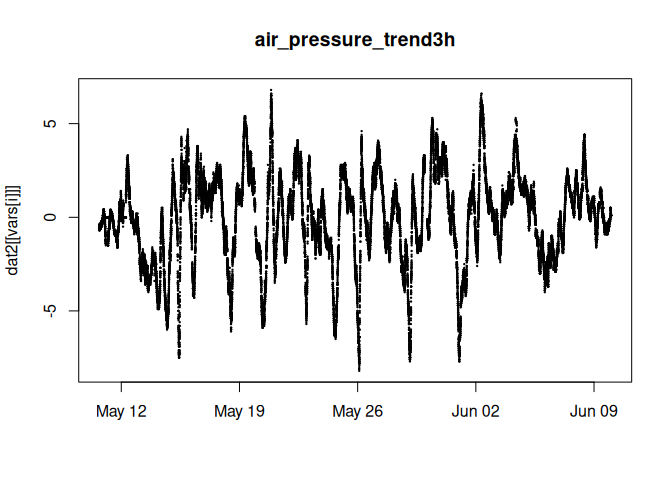 air_pressure_trend3h
dat2[[vars[i]]]
5
0
-5
May 12
May 19
May 26
Jun 02
Jun 09